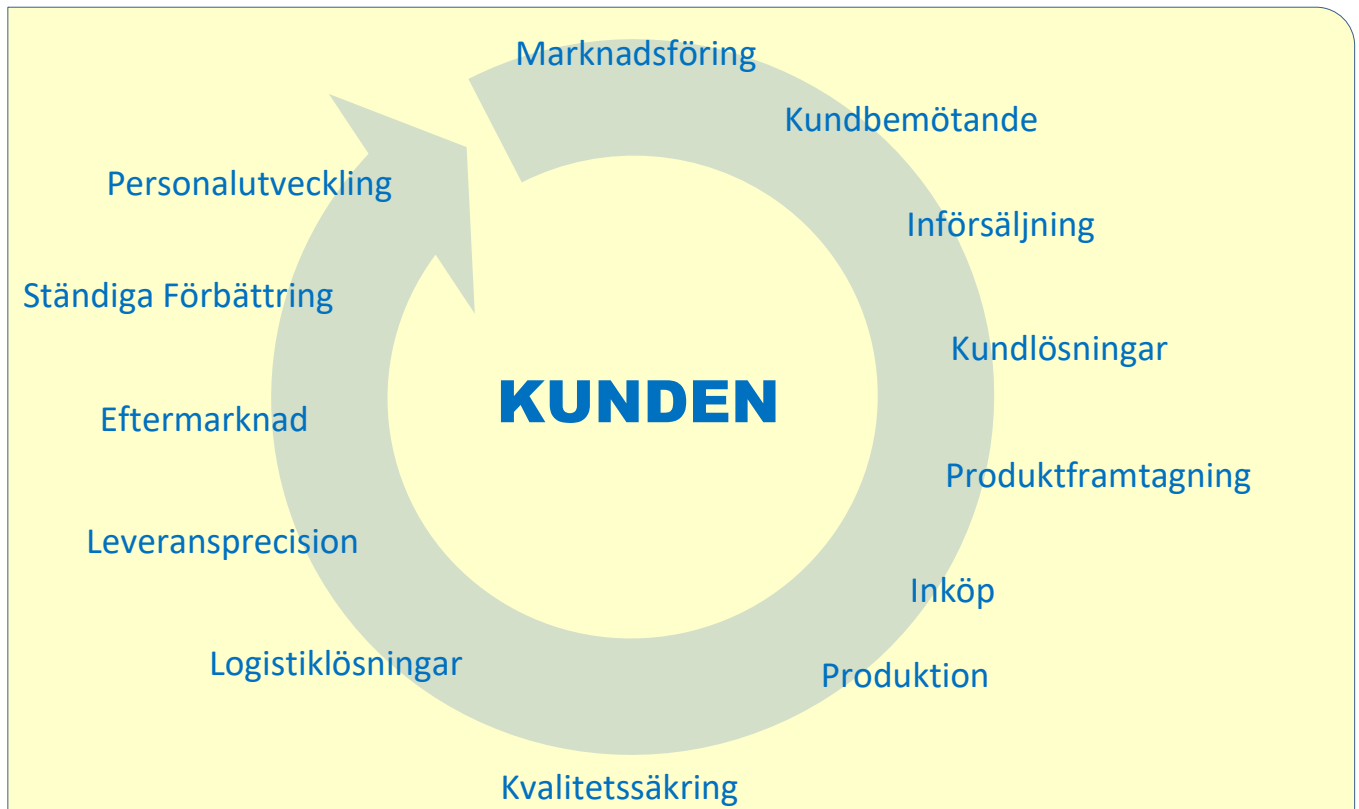 Marknadsföring
Kundbemötande
Införsäljning
Kundlösningar
Produktframtagning
Inköp
Produktion
Kvalitetssäkring
Logistiklösningar
Leveransprecision
Eftermarknad
Ständiga Förbättring
Personalutveckling
KUNDEN